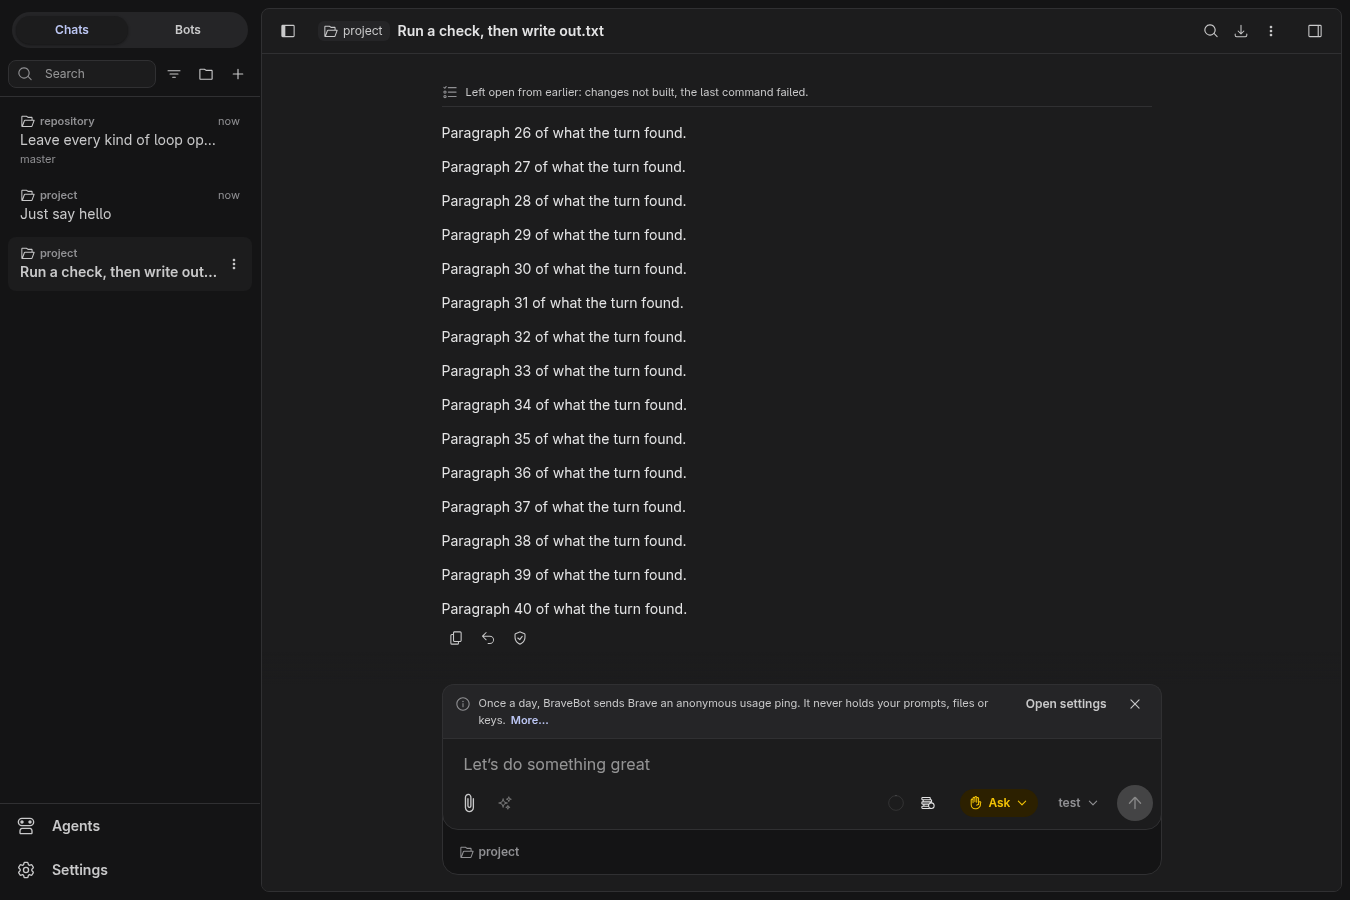 Chats
Bots
Search
repository
now
Leave every kind of loop op...
master
project
now
Just say hello
project
Run a check, then write out...
Agents
Settings
project
Run a check, then write out.txt
Left open from earlier: changes not built, the last command failed.
Paragraph 26 of what the turn found.
Paragraph 27 of what the turn found.
Paragraph 28 of what the turn found.
Paragraph 29 of what the turn found.
Paragraph 30 of what the turn found.
Paragraph 31 of what the turn found.
Paragraph 32 of what the turn found.
Paragraph 33 of what the turn found.
Paragraph 34 of what the turn found.
Paragraph 35 of what the turn found.
Paragraph 36 of what the turn found.
Paragraph 37 of what the turn found.
Paragraph 38 of what the turn found.
Paragraph 39 of what the turn found.
Paragraph 40 of what the turn found.
Once a day, BraveBot sends Brave an anonymous usage ping. It never holds your prompts, files or
keys. More...
Open settings
Let's do something great
Ask
test
project